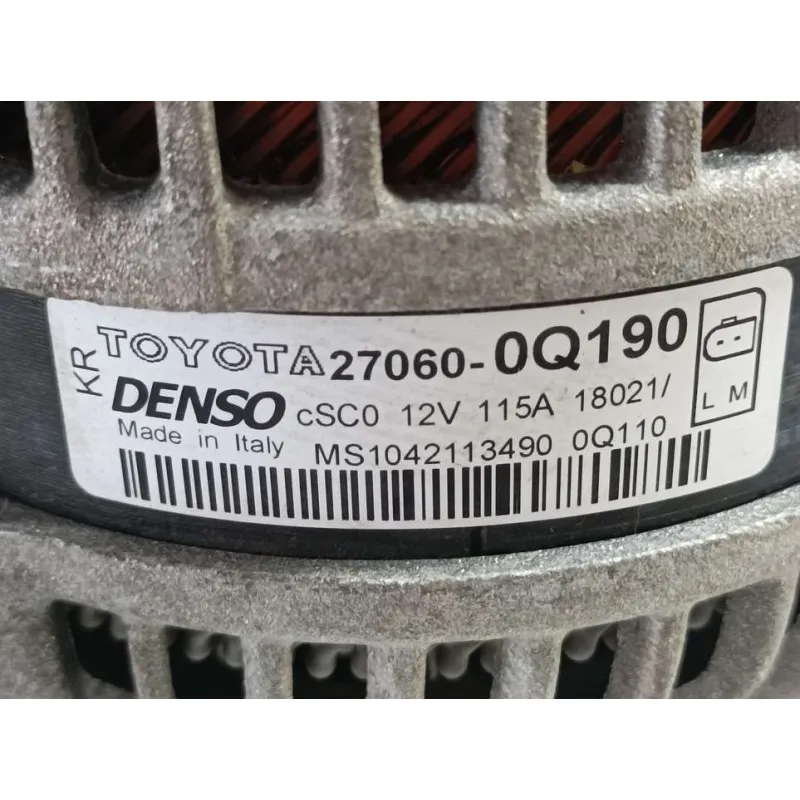 KR
TOYOTA 27060-0Q190
DENSO cSC0 12V 115A 18021/
L M
Made in Italy MS1042113490 0Q110